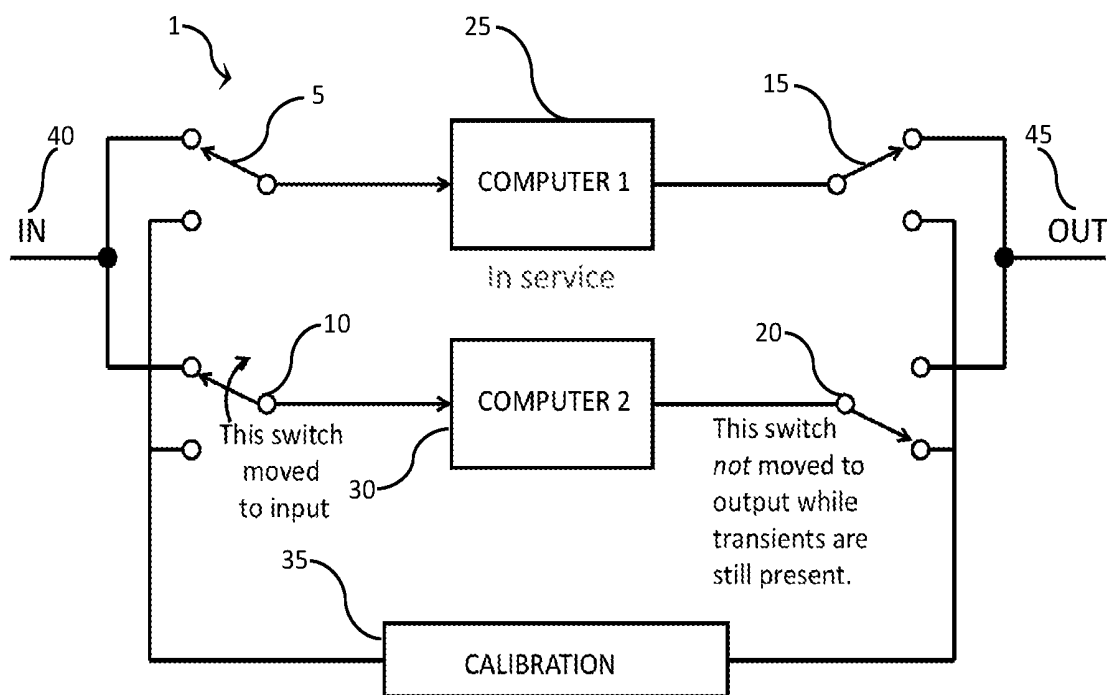 1
25
5
15
40
45
COMPUTER 1
IN
OUT
In service
10
20
COMPUTER 2
This switch
moved
to input
30
This switch
not moved to
output while
transients are
still present.
35
CALIBRATION